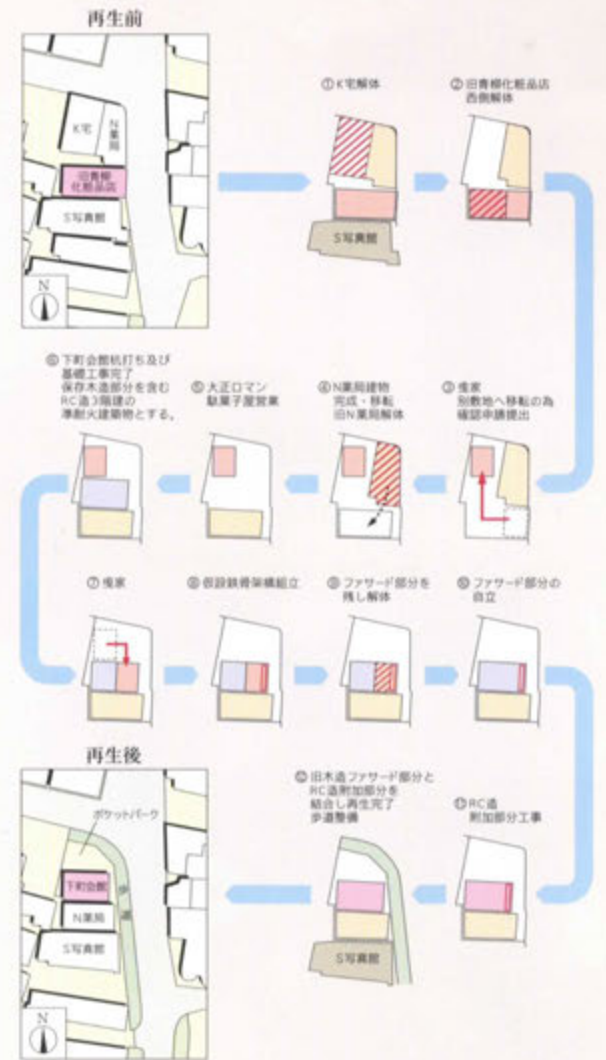 再生前
K宅
N薬局
旧青柳
化粧品店
S写真館
N
①K宅解体
S写真館
②旧青柳化粧品店
西側解体
③曳家
別敷地へ移転の為
確認申請提出
④N薬局建物
完成・移転
旧N薬局解体
⑤大正ロマン
駄菓子屋営業
⑥下町会館杭打ち及び
基礎工事完了
保存木造部分を含む
RC造3階建の
準耐火建築物とする。
⑦曳家
⑧仮設鉄骨架構組立
⑨ファサード部分を
残し解体
⑩ファサード部分の
自立
⑪RC造
附加部分工事
⑫旧木造ファサード部分と
RC造附加部分を
結合し再生完了
歩道整備
S写真館
再生後
ポケットパーク
下町会館
N薬局
S写真館
歩道
N